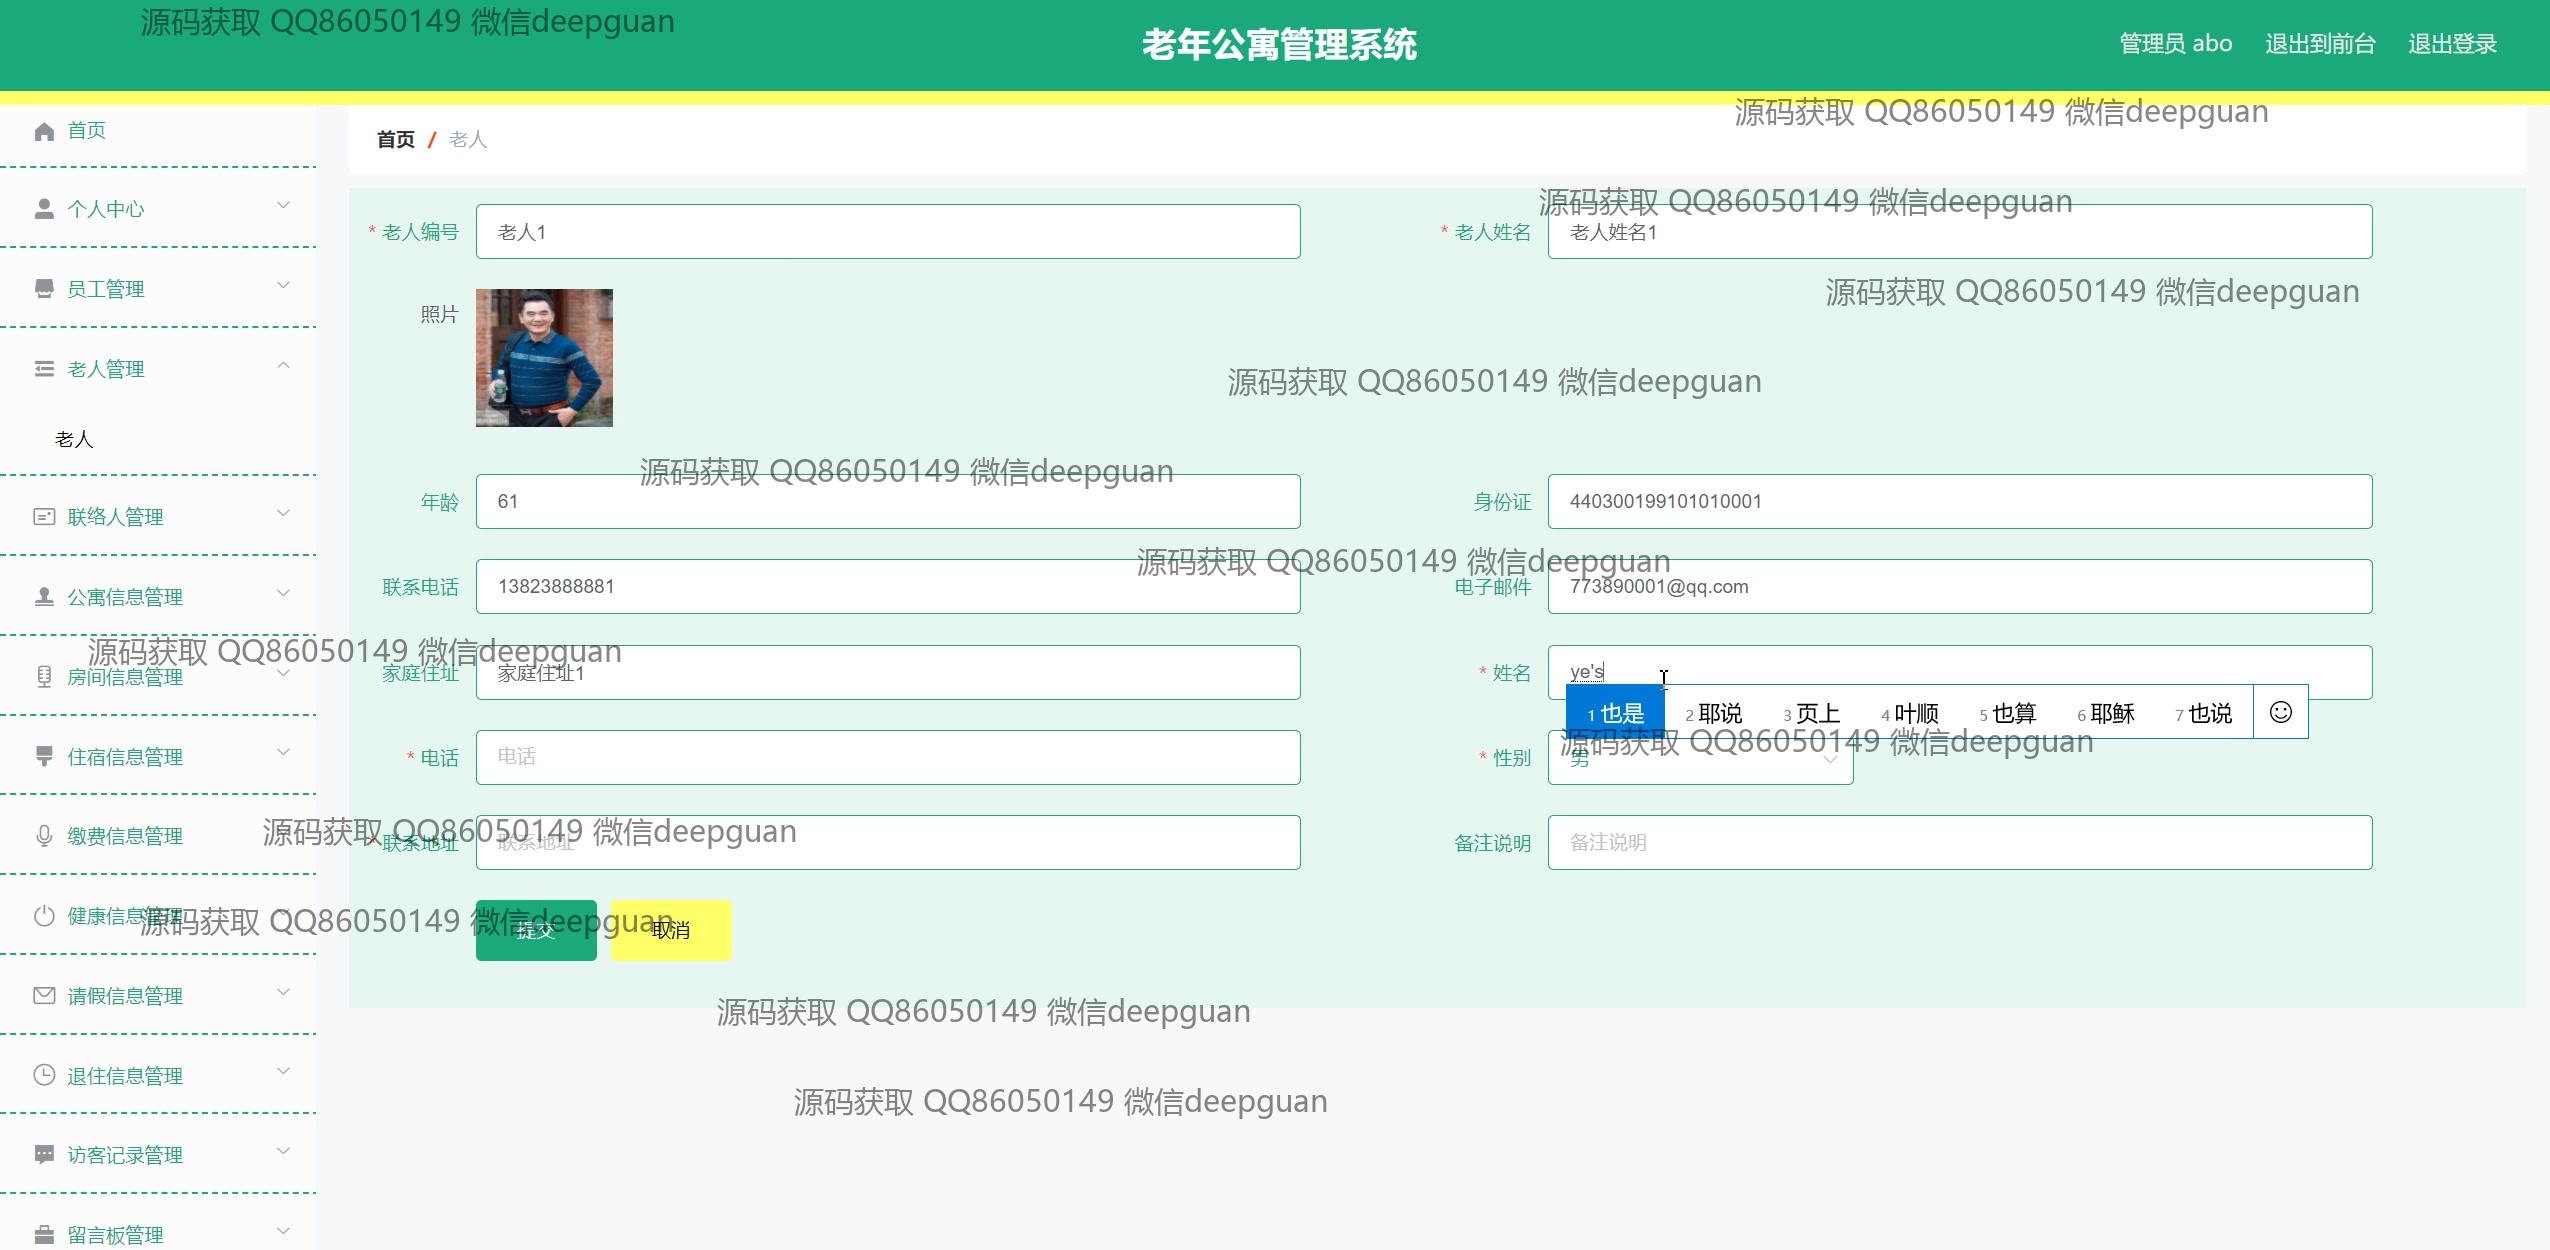 源码获取 QQ86050149 微信deepguan
老年公寓管理系统
管理员 abo 退出到前台 退出登录
源码获取 QQ86050149 微信deepguan
首页
首页 / 老人
个人中心
源码获取 QQ86050149 微信deepguan
* 老人编号 老人1
* 老人姓名 老人姓名1
员工管理
源码获取 QQ86050149 微信deepguan
照片
老人管理
源码获取 QQ86050149 微信deepguan
老人
源码获取 QQ86050149 微信deepguan
年龄 61
身份证 440300199101010001
联络人管理
源码获取 QQ86050149 微信deepguan
联系电话 13823888881
电子邮件 773890001@qq.com
公寓信息管理
源码获取 QQ86050149 微信deepguan
家庭住址 家庭住址1
* 姓名 ye's
房间信息管理
1 也是 2 耶说 3 页上 4 叶顺 5 也算 6 耶稣 7 也说
源码获取 QQ86050149 微信deepguan
* 电话 电话
* 性别 男
住宿信息管理
源码获取 QQ86050149 微信deepguan
缴费信息管理
* 联系地址 联系地址
备注说明 备注说明
健康信息管理
源码获取 QQ86050149 微信deepguan
提交 取消
请假信息管理
源码获取 QQ86050149 微信deepguan
退住信息管理
源码获取 QQ86050149 微信deepguan
访客记录管理
留言板管理